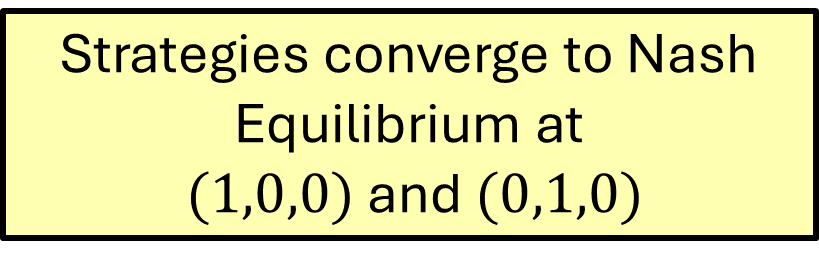 Strategies converge to Nash
Equilibrium at
(1,0,0) and (0,1,0)